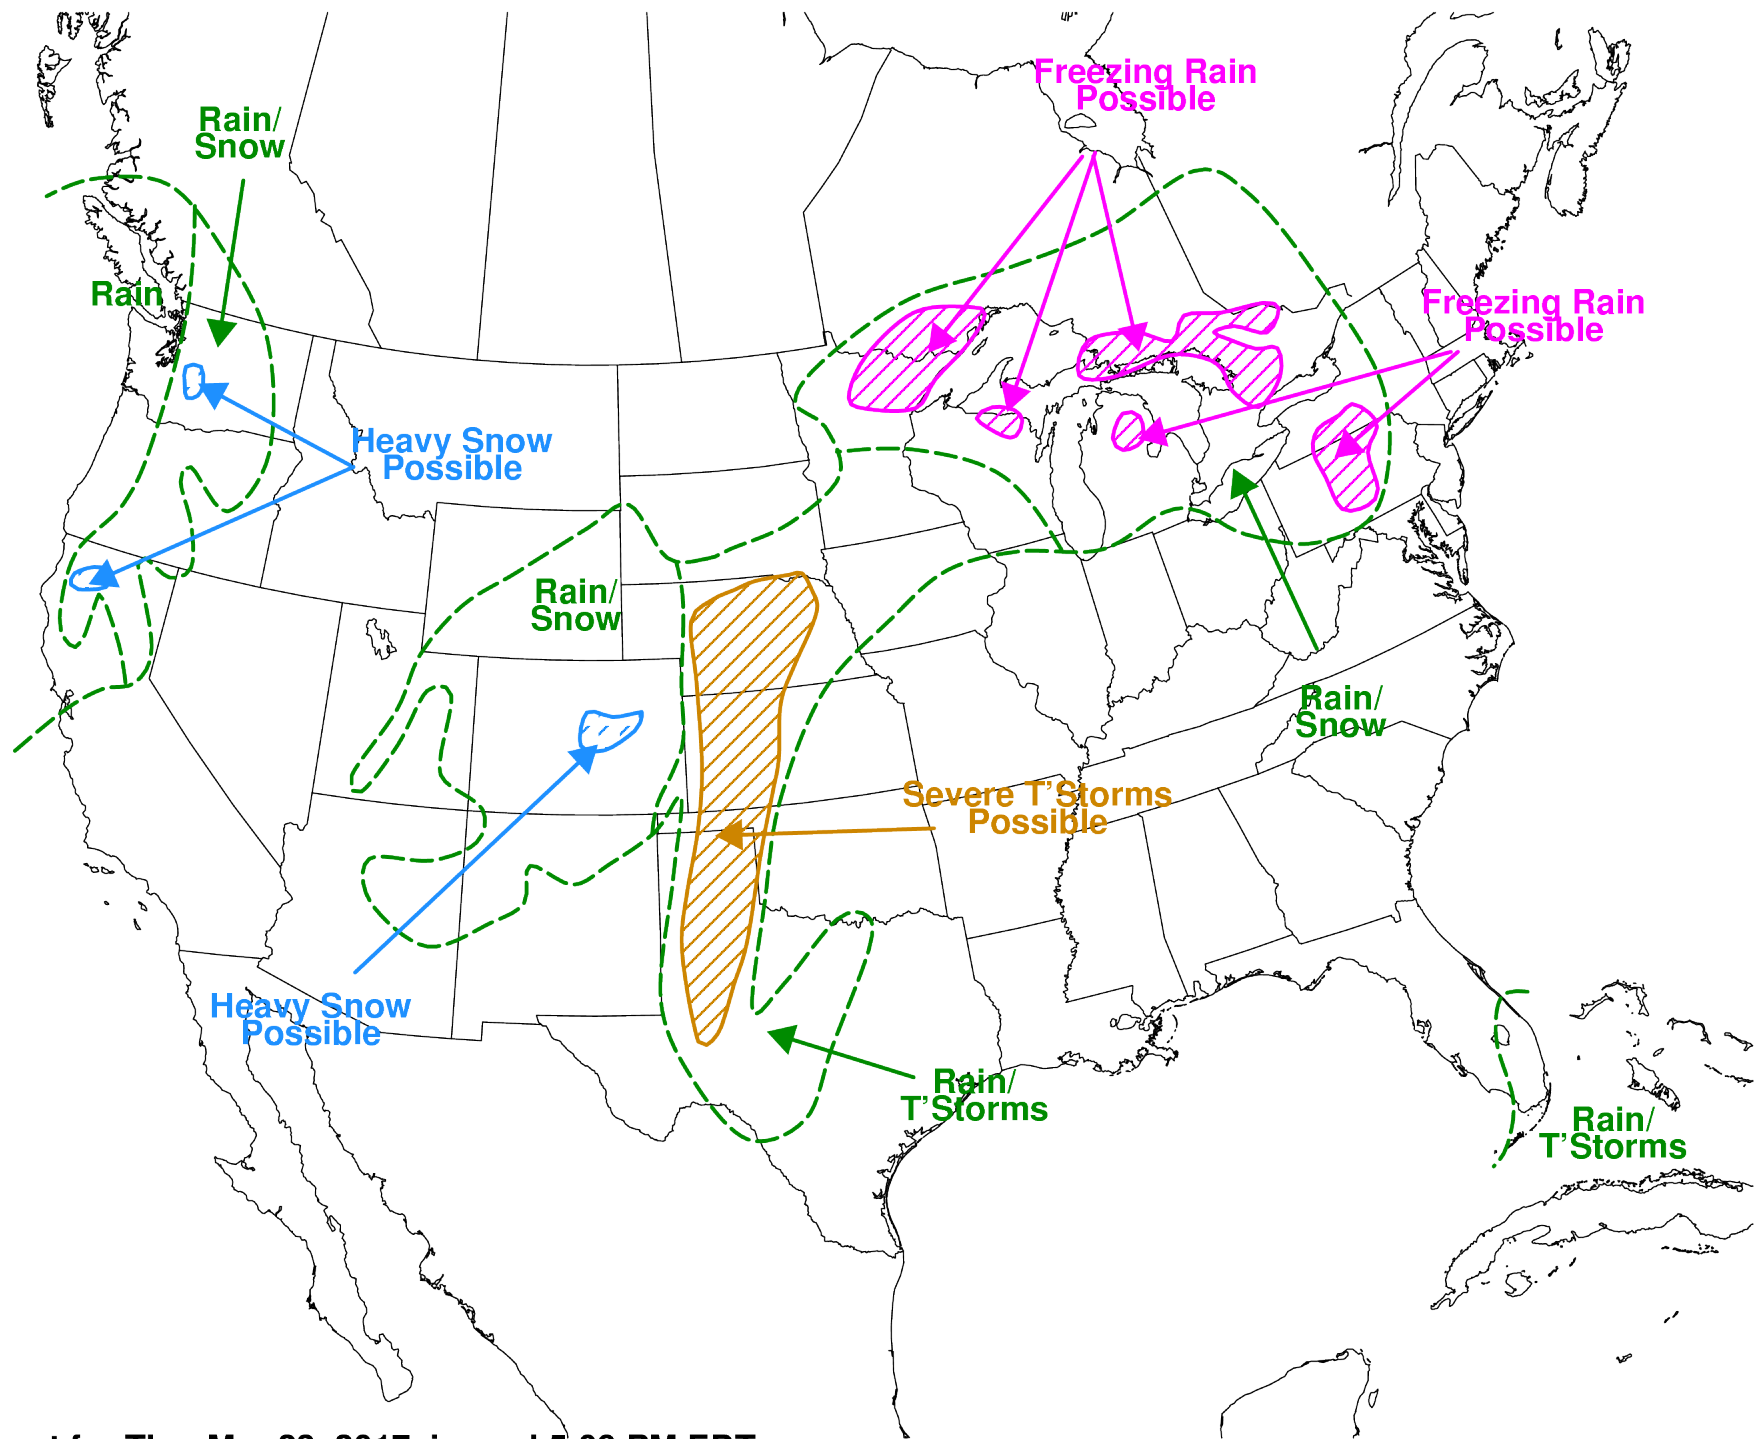 Freezing Rain
Possible
Rain/
Snow
Rain
Freezing Rain
Possible
Heavy Snow
Possible
Rain/
Snow
Rain/
Snow
Severe T'Storms
Possible
Heavy Snow
Possible
Rain/
T'Storms
Rain/
T'Storms